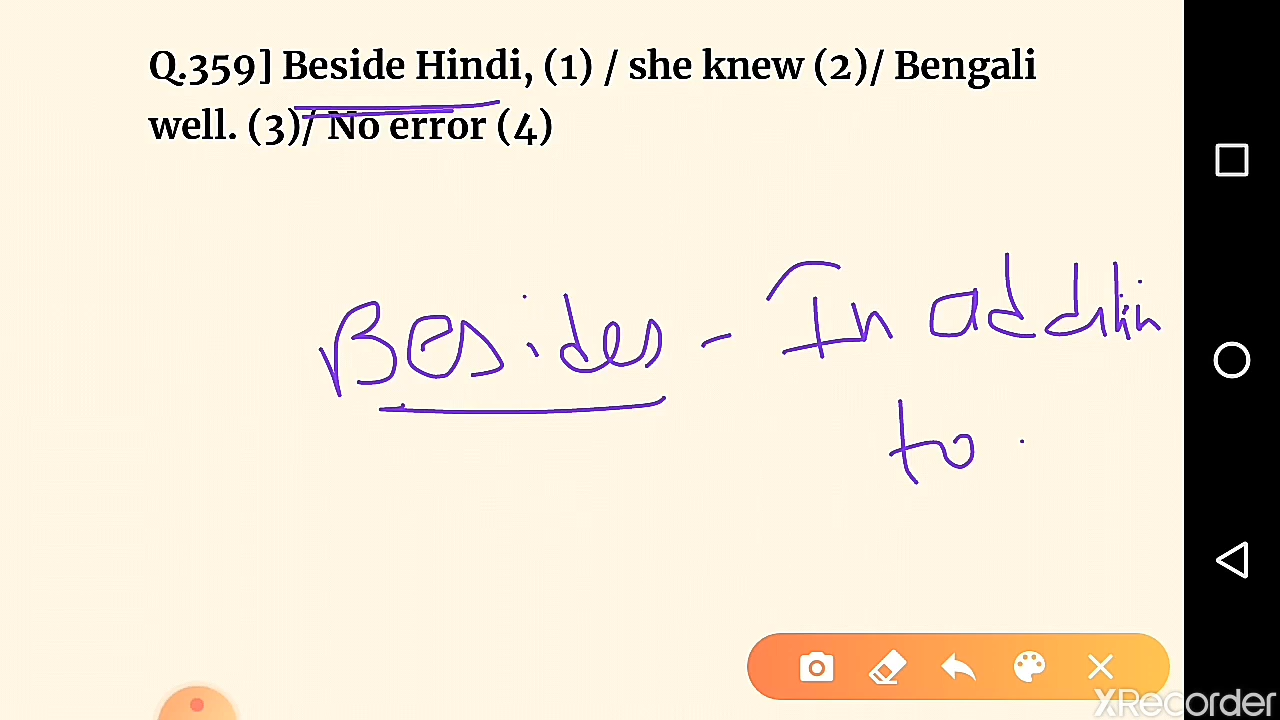 Q.359] Beside Hindi, (1) / she knew (2)/ Bengali
well. (3)/ No error (4)
Besides - In addition
to
XRecorder